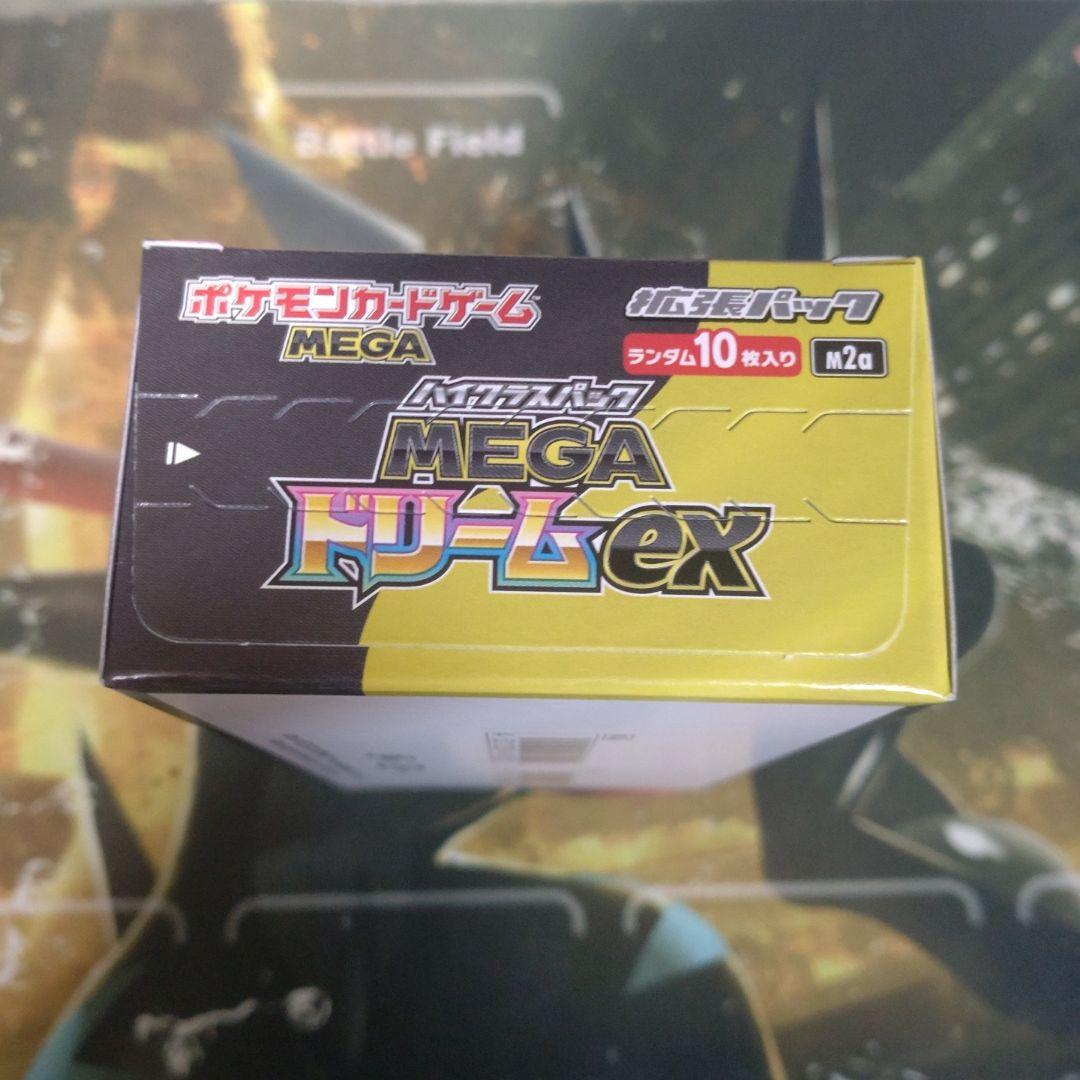 Battle Field
ポケモンカードゲーム™
MEGA
拡張パック
ランダム10枚入り
M2a
ハイクラスパック
MEGA
ドリームex